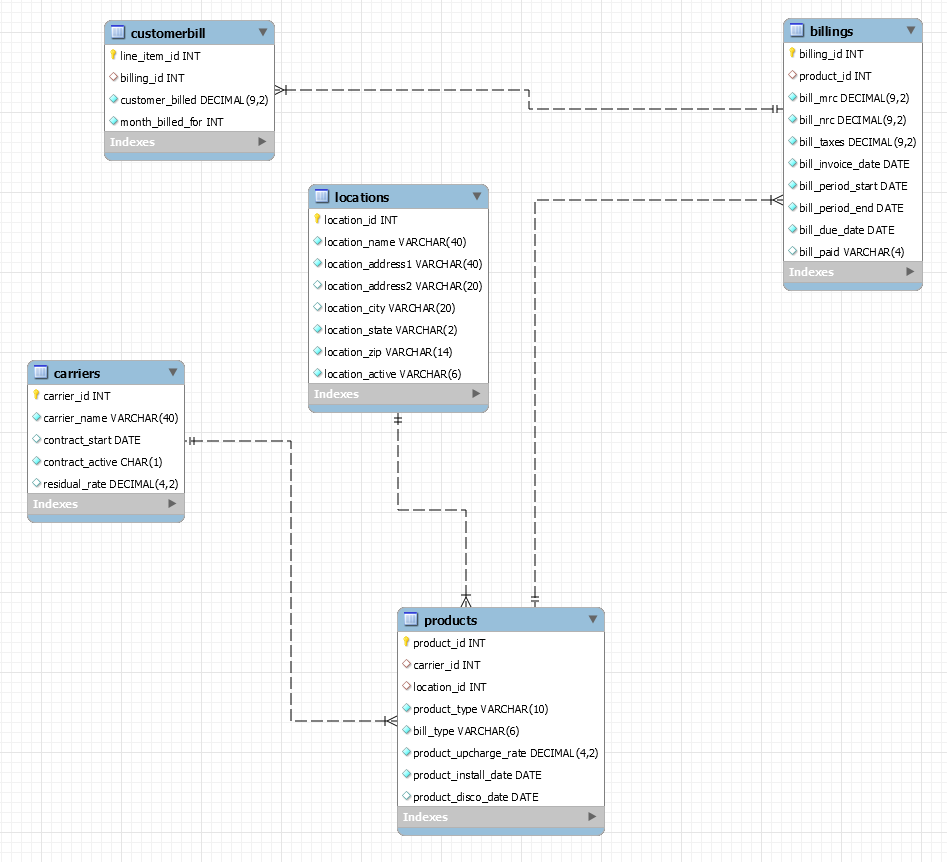 customerbill
line_item_id INT
billing_id INT
customer_billed DECIMAL(9,2)
month_billed_for INT
Indexes
billings
billing_id INT
product_id INT
bill_mrc DECIMAL(9,2)
bill_nrc DECIMAL(9,2)
bill_taxes DECIMAL(9,2)
bill_invoice_date DATE
bill_period_start DATE
bill_period_end DATE
bill_due_date DATE
bill_paid VARCHAR(4)
Indexes
locations
location_id INT
location_name VARCHAR(40)
location_address1 VARCHAR(40)
location_address2 VARCHAR(20)
location_city VARCHAR(20)
location_state VARCHAR(2)
location_zip VARCHAR(14)
location_active VARCHAR(6)
Indexes
carriers
carrier_id INT
carrier_name VARCHAR(40)
contract_start DATE
contract_active CHAR(1)
residual_rate DECIMAL(4,2)
Indexes
products
product_id INT
carrier_id INT
location_id INT
product_type VARCHAR(10)
bill_type VARCHAR(6)
product_upcharge_rate DECIMAL(4,2)
product_install_date DATE
product_disco_date DATE
Indexes